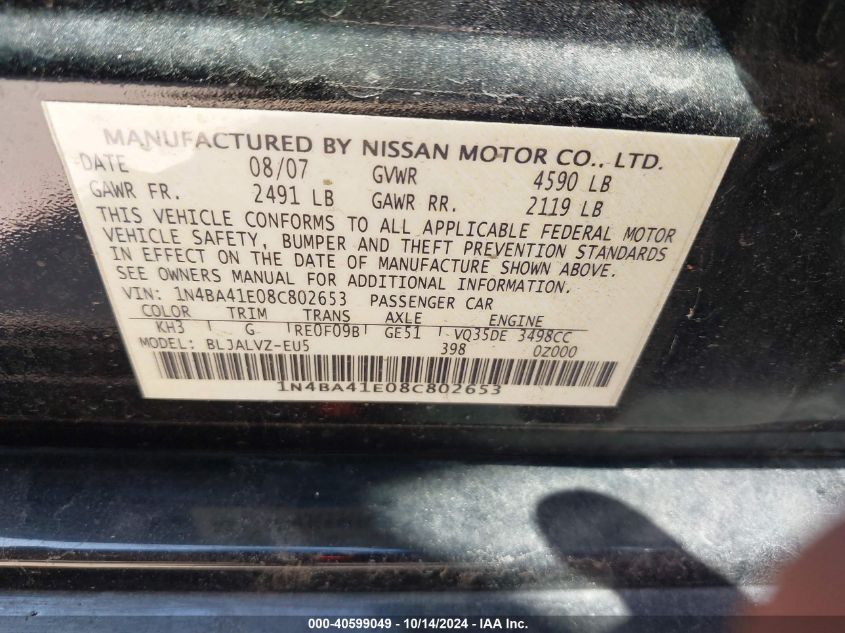 MANUFACTURED BY NISSAN MOTOR CO., LTD.
DATE 08/07 GVWR 4590 LB
GAWR FR. 2491 LB GAWR RR. 2119 LB
THIS VEHICLE CONFORMS TO ALL APPLICABLE FEDERAL MOTOR
VEHICLE SAFETY, BUMPER AND THEFT PREVENTION STANDARDS
IN EFFECT ON THE DATE OF MANUFACTURE SHOWN ABOVE.
SEE OWNERS MANUAL FOR ADDITIONAL INFORMATION.
VIN: 1N4BA41E08C802653 PASSENGER CAR
COLOR TRIM TRANS AXLE ENGINE
KH3 G RE0F09B GE51 VQ35DE 3498CC
MODEL: BLJALVZ-EU5 398 0Z000
1N4BA41E08C802653
000-40599049 - 10/14/2024 - IAA Inc.